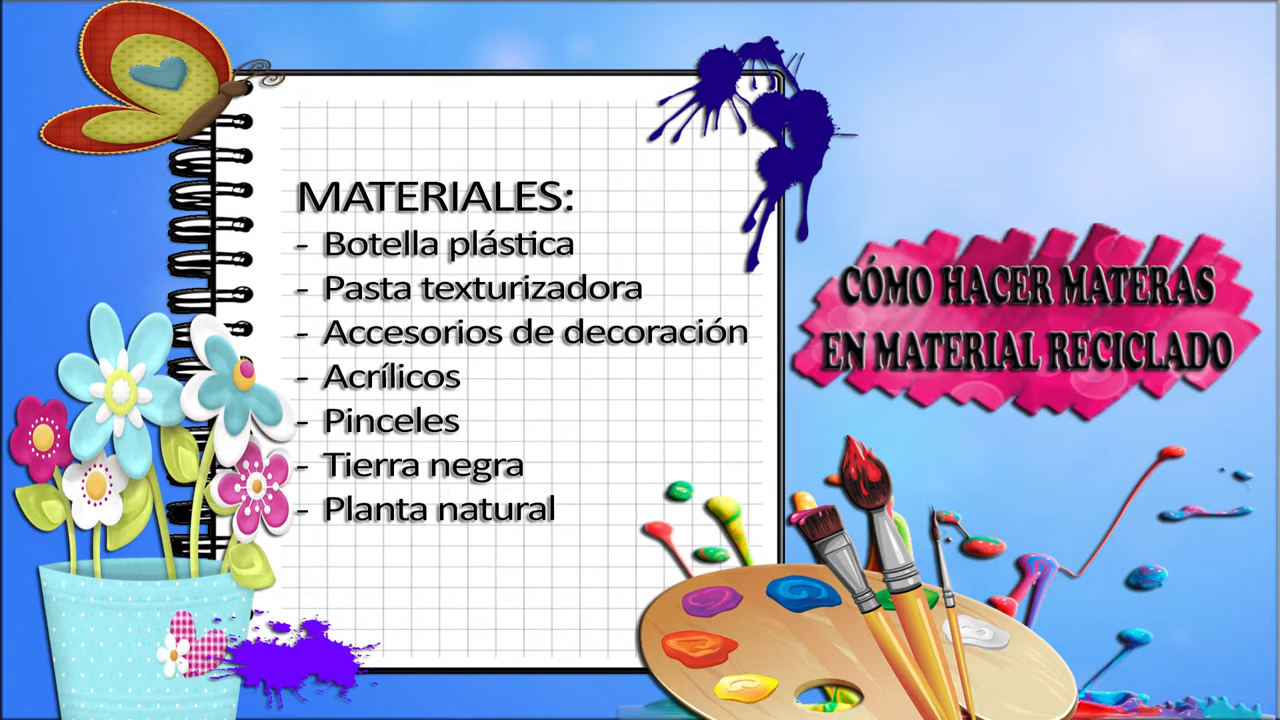 MATERIALES:
- Botella plástica
- Pasta texturizadora
- Accesorios de decoración
- Acrílicos
- Pinceles
- Tierra negra
- Planta natural
CÓMO HACER MATERAS
EN MATERIAL RECICLADO